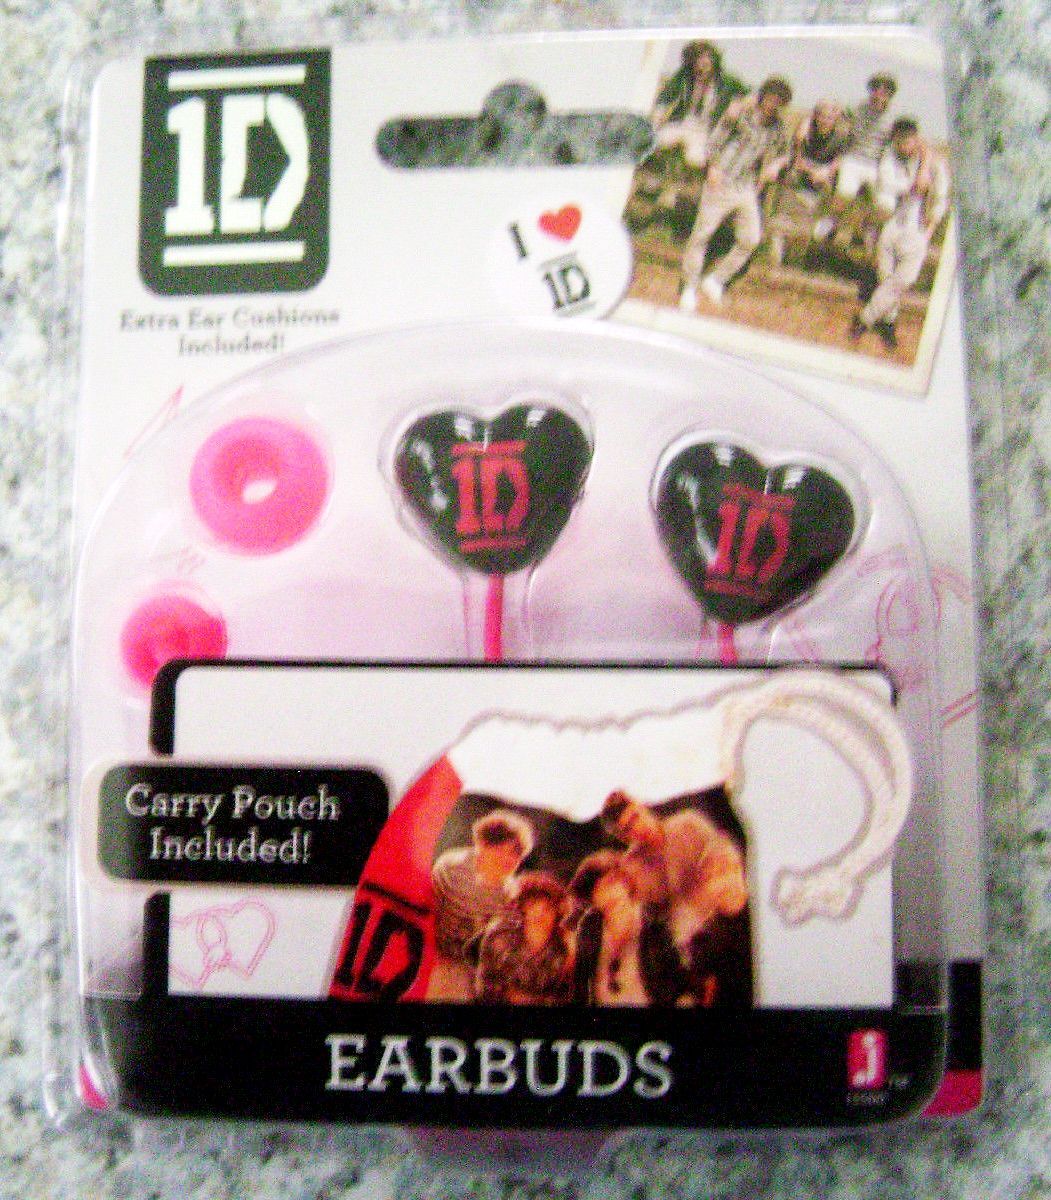 1D
I ♥
1D
Extra Ear Cushions
Included!
1D
1D
Carry Pouch
Included!
1D
EARBUDS
J